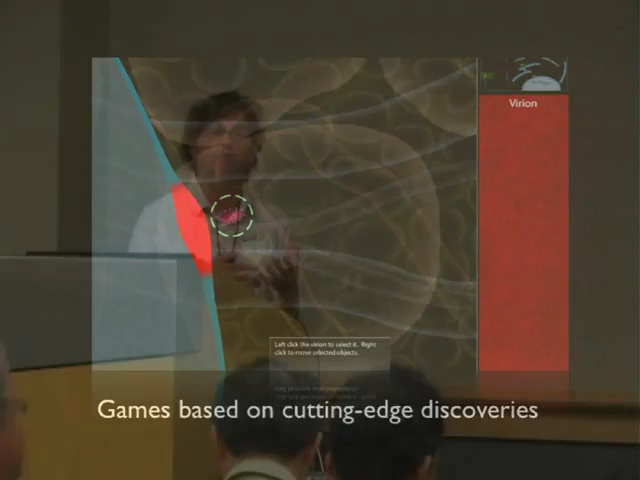 Virion
Left click the virion to select it. Right
click to move selected objects.
Games based on cutting-edge discoveries